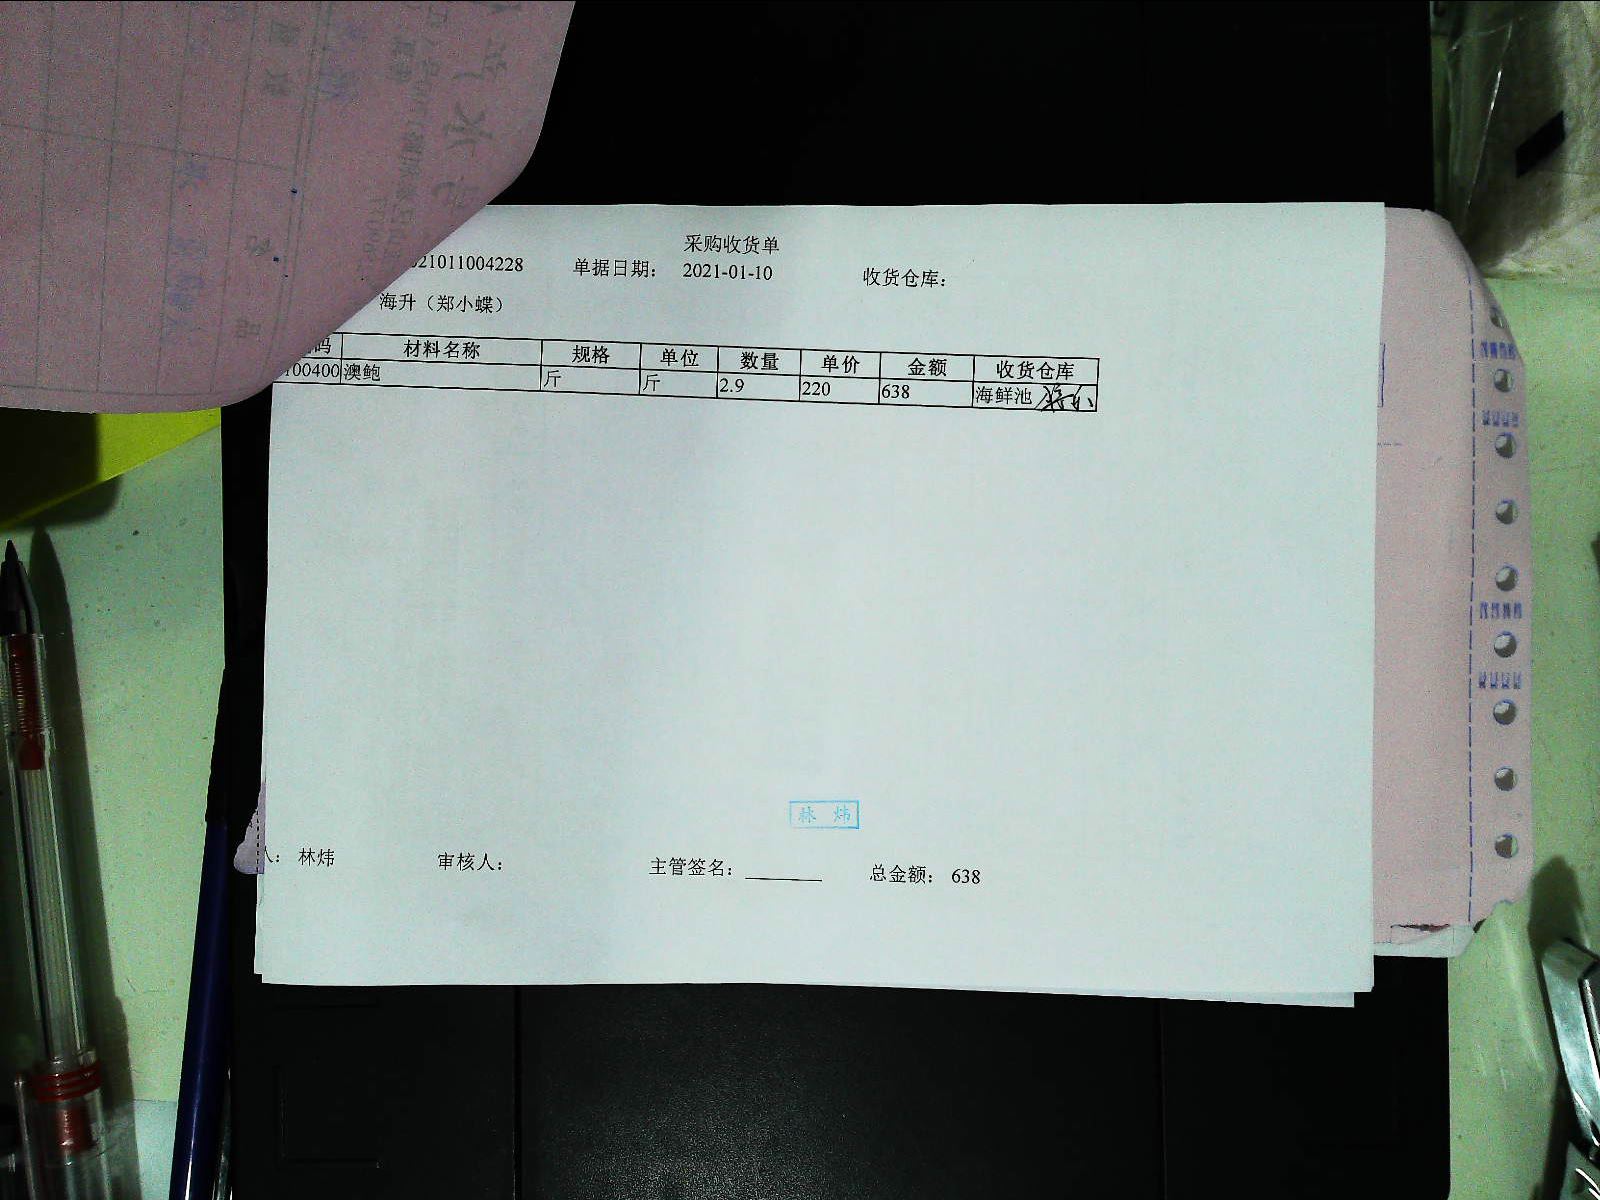 采购收货单
21011004228 单据日期： 2021-01-10 收货仓库：
海升（郑小蝶）
码 材料名称 规格 单位 数量 单价 金额 收货仓库
100400 澳鲍 斤 斤 2.9 220 638 海鲜池
林 炜
人： 林炜 审核人： 主管签名： 总金额： 638